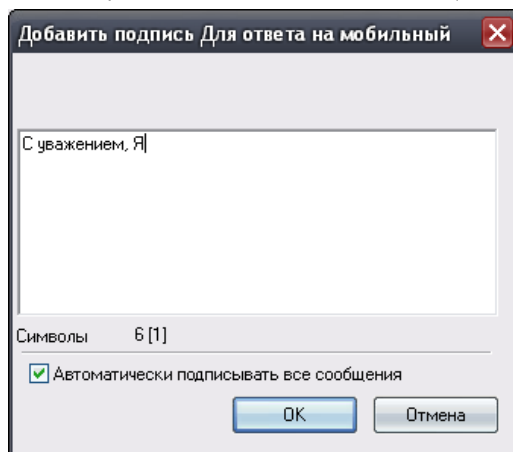 Добавить подпись Для ответа на мобильный
С уважением, Я
Символы 6 [1]
Автоматически подписывать все сообщения
OK Отмена